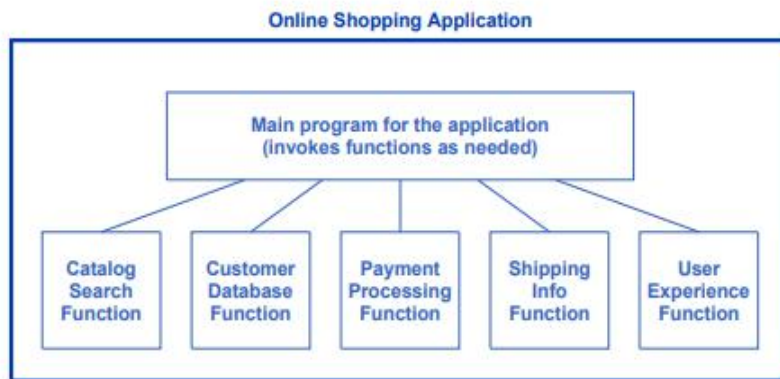 Online Shopping Application
Main program for the application
(invokes functions as needed)
Catalog
Search
Function
Customer
Database
Function
Payment
Processing
Function
Shipping
Info
Function
User
Experience
Function